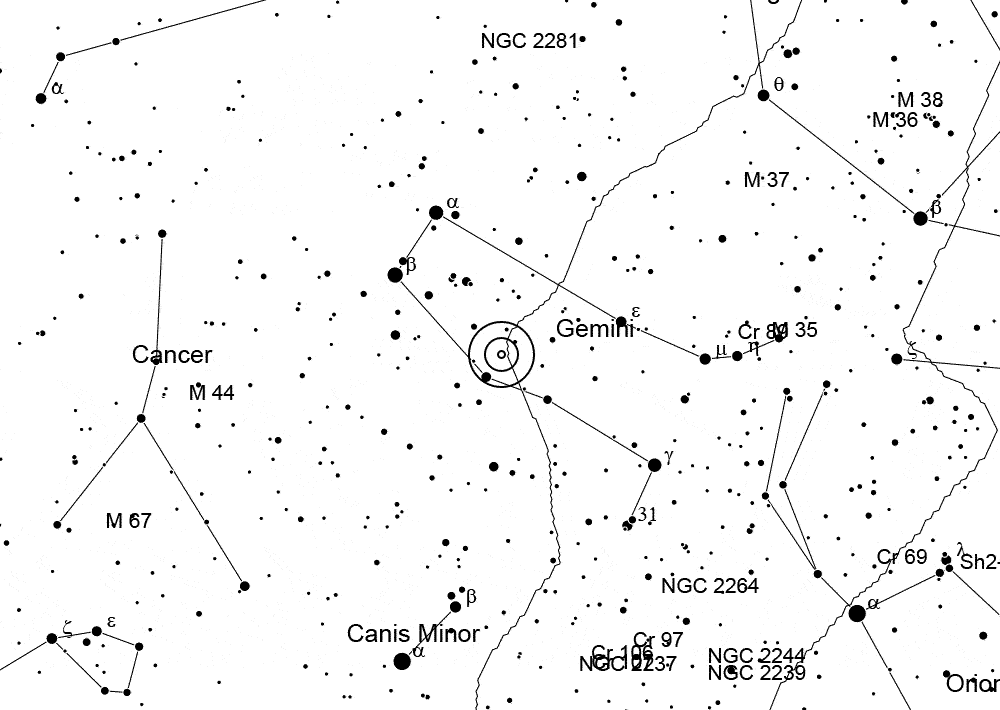 NGC 2281
θ
α
M 38
M 36
M 37
α
β
β
ε
Gemini
Cr 89
M 35
μ
η
ζ
Cancer
M 44
γ
M 67
31
Cr 69
λ
Sh2-
NGC 2264
β
α
ζ
ε
Canis Minor
α
Cr 97
Cr 106
NGC 2244
NGC 2237
NGC 2239
Orion